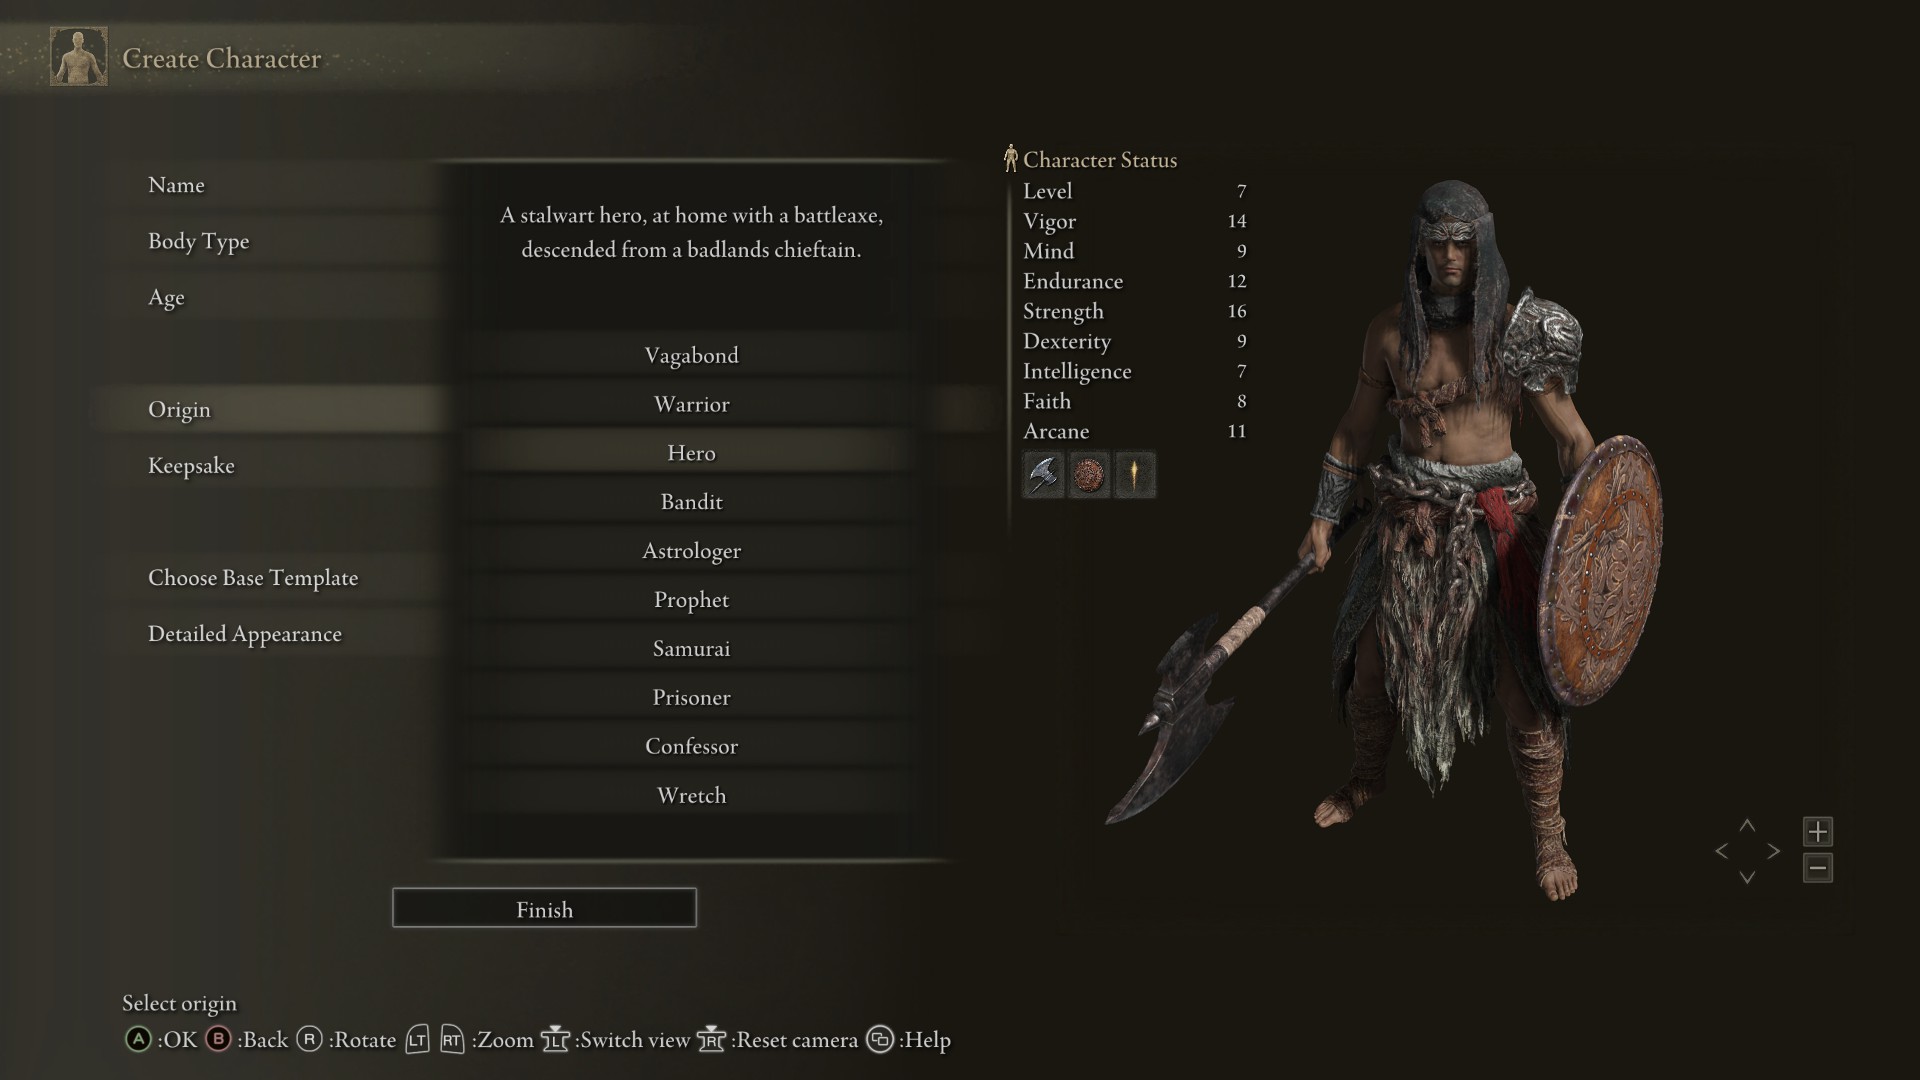 Create Character
Name
Body Type
Age
Origin
Keepsake
Choose Base Template
Detailed Appearance
A stalwart hero, at home with a battleaxe,
descended from a badlands chieftain.
Vagabond
Warrior
Hero
Bandit
Astrologer
Prophet
Samurai
Prisoner
Confessor
Wretch
Finish
Character Status
Level 7
Vigor 14
Mind 9
Endurance 12
Strength 16
Dexterity 9
Intelligence 7
Faith 8
Arcane 11
Select origin
A :OK B :Back R :Rotate LT RT :Zoom L :Switch view R :Reset camera :Help